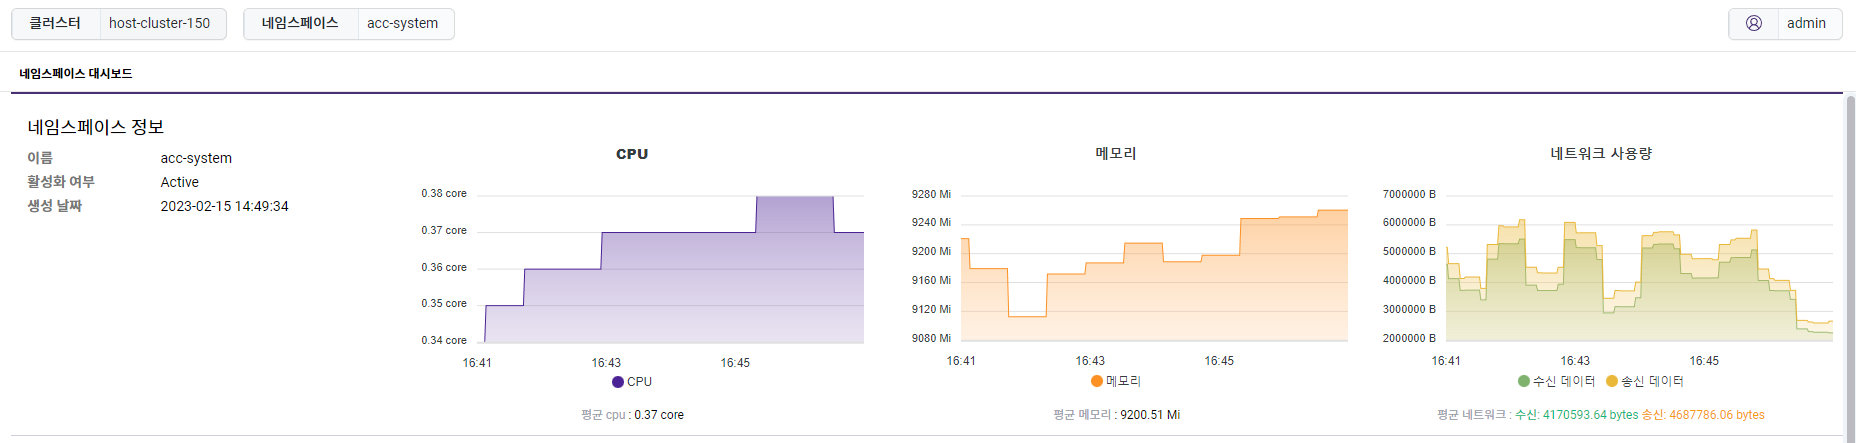 클러스터 host-cluster-150 네임스페이스 acc-system admin
네임스페이스 대시보드
네임스페이스 정보
이름 acc-system
활성화 여부 Active
생성 날짜 2023-02-15 14:49:34
CPU
0.38 core
0.37 core
0.36 core
0.35 core
0.34 core
16:41 16:43 16:45
CPU
평균 cpu : 0.37 core
메모리
9280 Mi
9240 Mi
9200 Mi
9160 Mi
9120 Mi
9080 Mi
16:41 16:43 16:45
메모리
평균 메모리 : 9200.51 Mi
네트워크 사용량
7000000 B
6000000 B
5000000 B
4000000 B
3000000 B
2000000 B
16:41 16:43 16:45
수신 데이터 송신 데이터
평균 네트워크 : 수신: 4170593.64 bytes 송신: 4687786.06 bytes